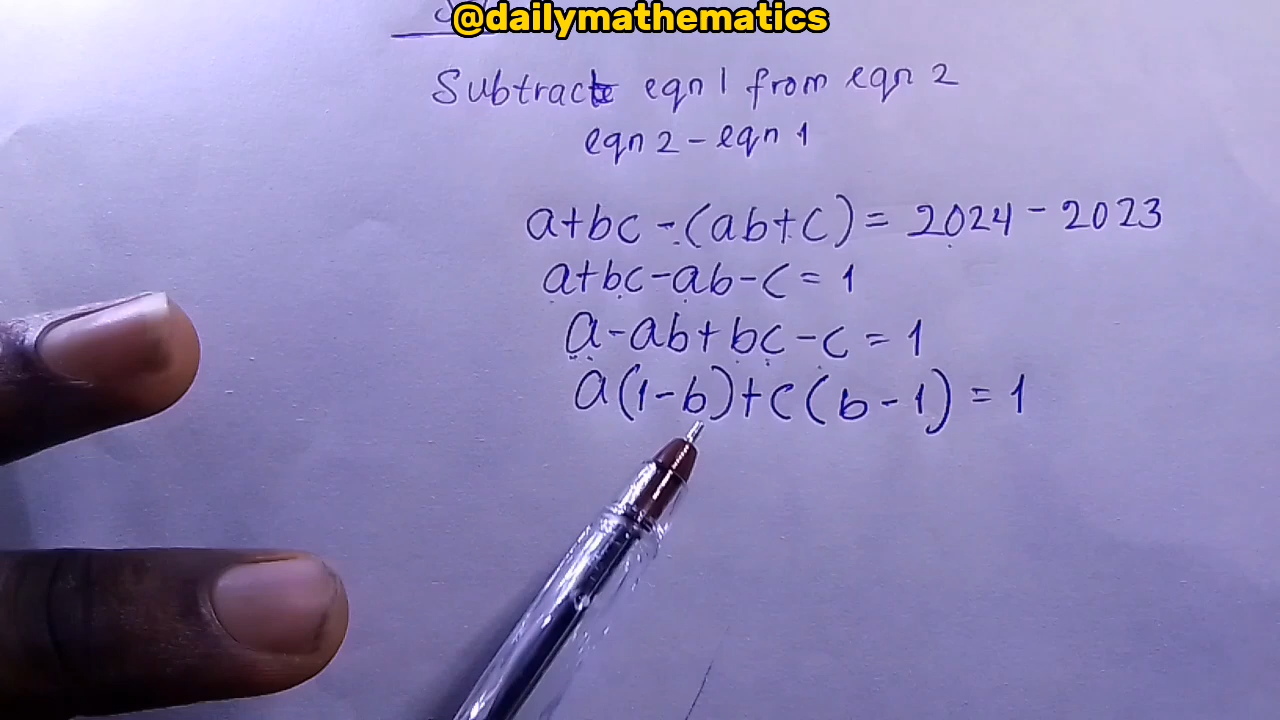 @dailymathematics
Subtract eqn 1 from eqn 2
eqn 2 - eqn 1
a+bc -(ab+c) = 2024 - 2023
a+bc-ab-c = 1
a-ab+bc-c = 1
a(1-b)+c(b-1) = 1